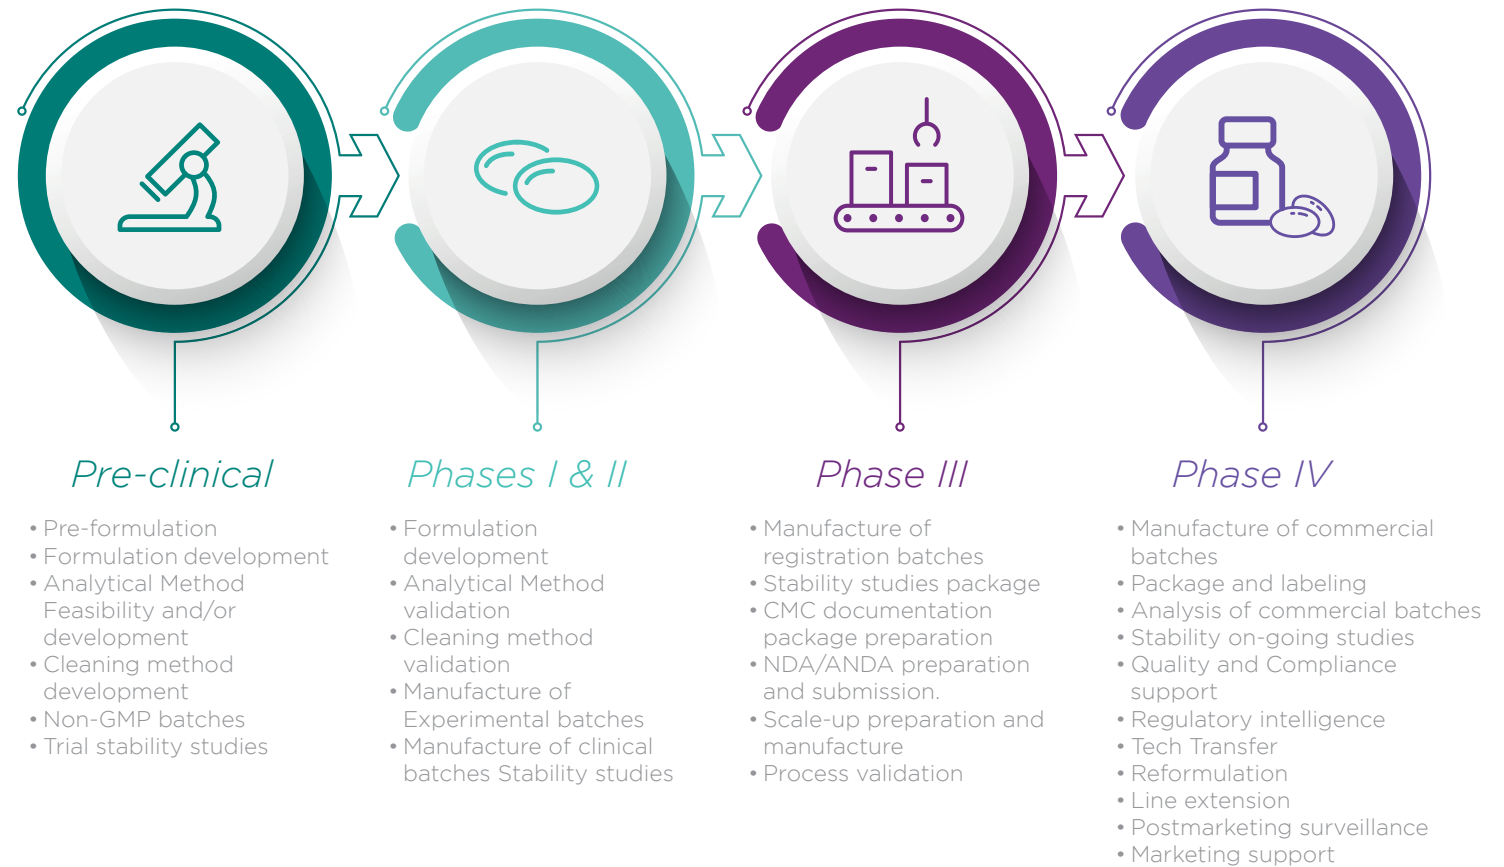 Pre-clinical
• Pre-formulation
• Formulation development
• Analytical Method
Feasibility and/or
development
• Cleaning method
development
• Non-GMP batches
• Trial stability studies
Phases I & II
• Formulation
development
• Analytical Method
validation
• Cleaning method
validation
• Manufacture of
Experimental batches
• Manufacture of clinical
batches Stability studies
Phase III
• Manufacture of
registration batches
• Stability studies package
• CMC documentation
package preparation
• NDA/ANDA preparation
and submission.
• Scale-up preparation and
manufacture
• Process validation
Phase IV
• Manufacture of commercial
batches
• Package and labeling
• Analysis of commercial batches
• Stability on-going studies
• Quality and Compliance
support
• Regulatory intelligence
• Tech Transfer
• Reformulation
• Line extension
• Postmarketing surveillance
• Marketing support